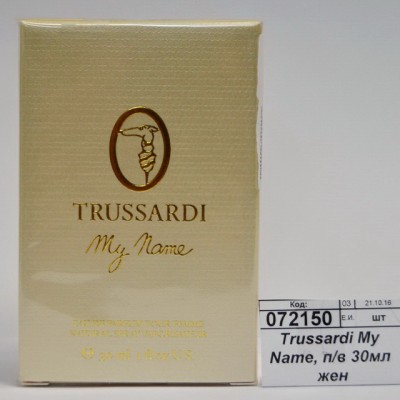 TRUSSARDI
My Name
Код:
03
21.10.16
072150
Е.И.
шт
Trussardi My
Name, п/в 30мл
жен